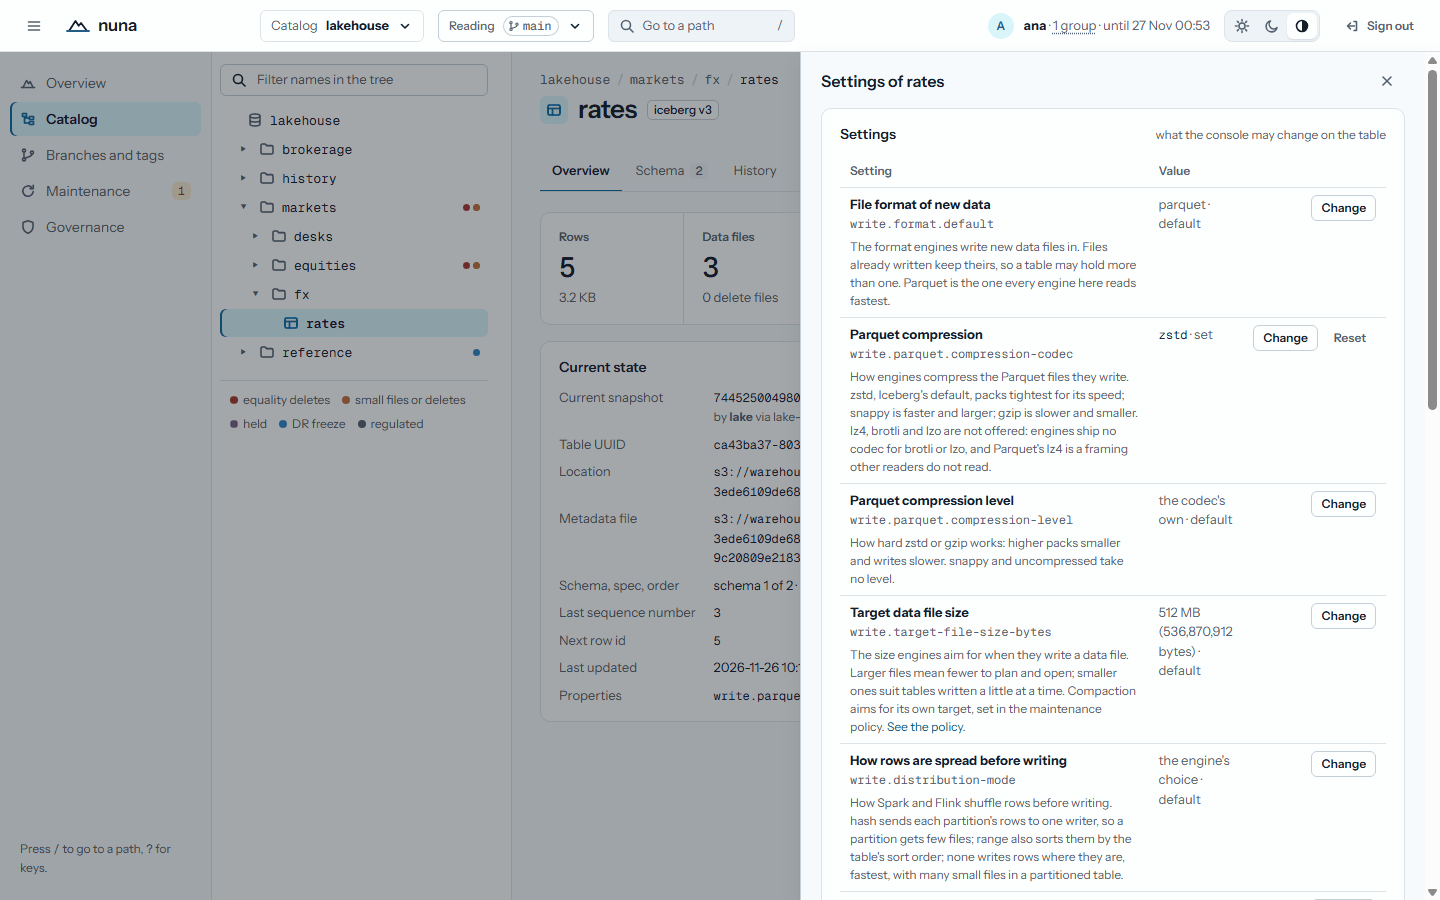 nuna
Catalog lakehouse
Reading main
Go to a path /
A ana · 1 group · until 27 Nov 00:53
Sign out
Overview
Catalog
Branches and tags
Maintenance 1
Governance
Press / to go to a path, ? for
keys.
Filter names in the tree
lakehouse
brokerage
history
markets
desks
equities
fx
rates
reference
equality deletes small files or deletes
held DR freeze regulated
lakehouse / markets / fx / rates
rates iceberg v3
Overview Schema 2 History
Rows
5
3.2 KB
Data files
3
0 delete files
Current state
Current snapshot 744525004980
by lake via lake-
Table UUID ca43ba37-803
Location s3://warehou
3ede6109de68
Metadata file s3://warehou
3ede6109de68
9c20809e2183
Schema, spec, order schema 1 of 2 ·
Last sequence number 3
Next row id 5
Last updated 2026-11-26 10:
Properties write.parque
Settings of rates
Settings what the console may change on the table
Setting Value
File format of new data
write.format.default
The format engines write new data files in. Files
already written keep theirs, so a table may hold more
than one. Parquet is the one every engine here reads
fastest.
parquet ·
default
Change
Parquet compression
write.parquet.compression-codec
How engines compress the Parquet files they write.
zstd, Iceberg's default, packs tightest for its speed;
snappy is faster and larger; gzip is slower and smaller.
lz4, brotli and lzo are not offered: engines ship no
codec for brotli or lzo, and Parquet's lz4 is a framing
other readers do not read.
zstd · set
Change Reset
Parquet compression level
write.parquet.compression-level
How hard zstd or gzip works: higher packs smaller
and writes slower. snappy and uncompressed take
no level.
the codec's
own · default
Change
Target data file size
write.target-file-size-bytes
The size engines aim for when they write a data file.
Larger files mean fewer to plan and open; smaller
ones suit tables written a little at a time. Compaction
aims for its own target, set in the maintenance
policy. See the policy.
512 MB
(536,870,912
bytes) ·
default
Change
How rows are spread before writing
write.distribution-mode
How Spark and Flink shuffle rows before writing.
hash sends each partition's rows to one writer, so a
partition gets few files; range also sorts them by the
table's sort order; none writes rows where they are,
fastest, with many small files in a partitioned table.
the engine's
choice ·
default
Change